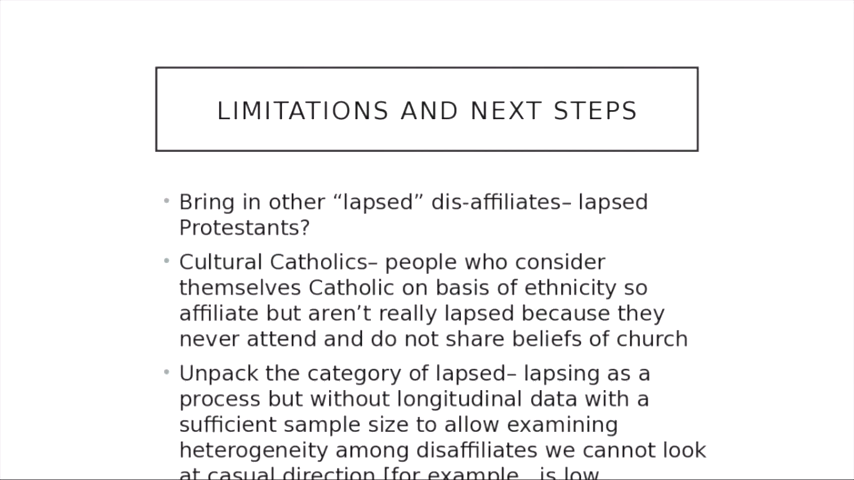 LIMITATIONS AND NEXT STEPS
• Bring in other “lapsed” dis-affiliates– lapsed
Protestants?
• Cultural Catholics– people who consider
themselves Catholic on basis of ethnicity so
affiliate but aren’t really lapsed because they
never attend and do not share beliefs of church
• Unpack the category of lapsed– lapsing as a
process but without longitudinal data with a
sufficient sample size to allow examining
heterogeneity among disaffiliates we cannot look
at casual direction [for example, is low